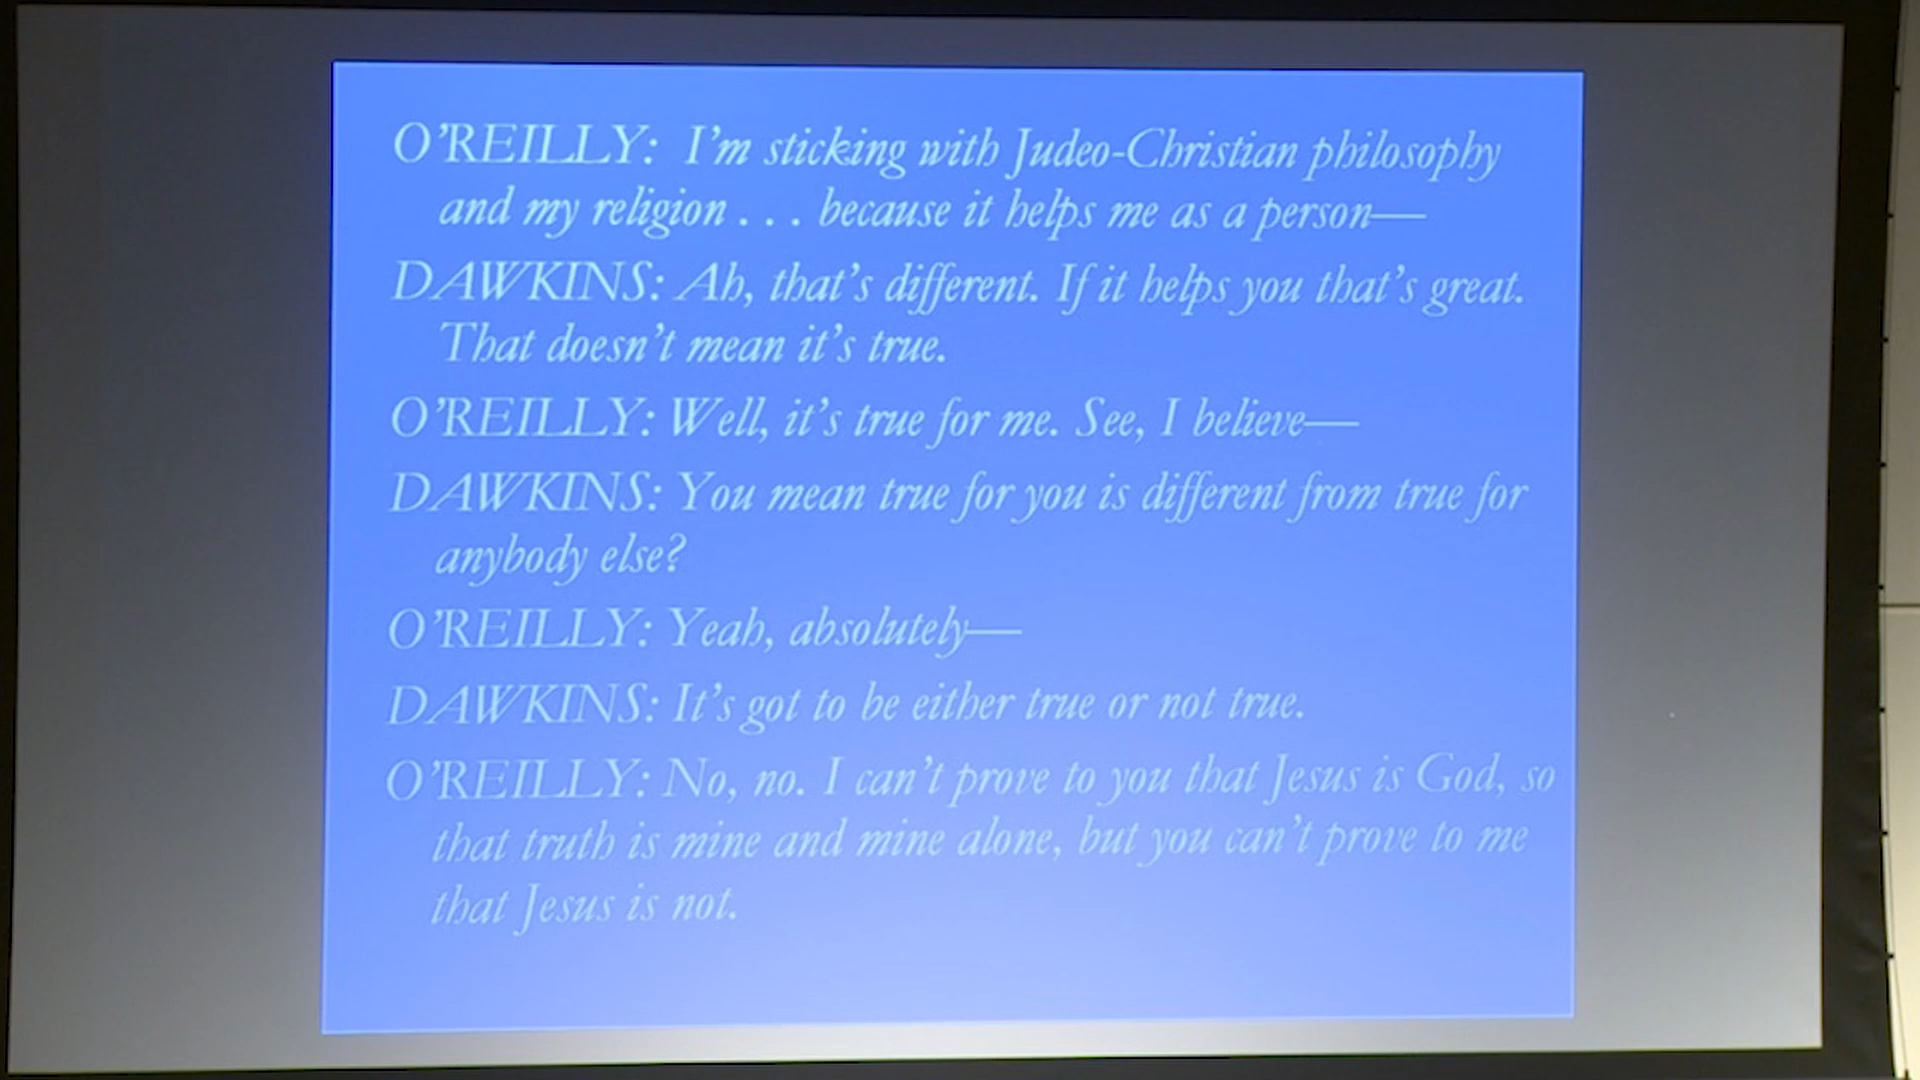 O’REILLY: I’m sticking with Judeo-Christian philosophy
and my religion . . . because it helps me as a person—
DAWKINS: Ah, that’s different. If it helps you that’s great.
That doesn’t mean it’s true.
O’REILLY: Well, it’s true for me. See, I believe—
DAWKINS: You mean true for you is different from true for
anybody else?
O’REILLY: Yeah, absolutely—
DAWKINS: It’s got to be either true or not true.
O’REILLY: No, no. I can’t prove to you that Jesus is God, so
that truth is mine and mine alone, but you can’t prove to me
that Jesus is not.